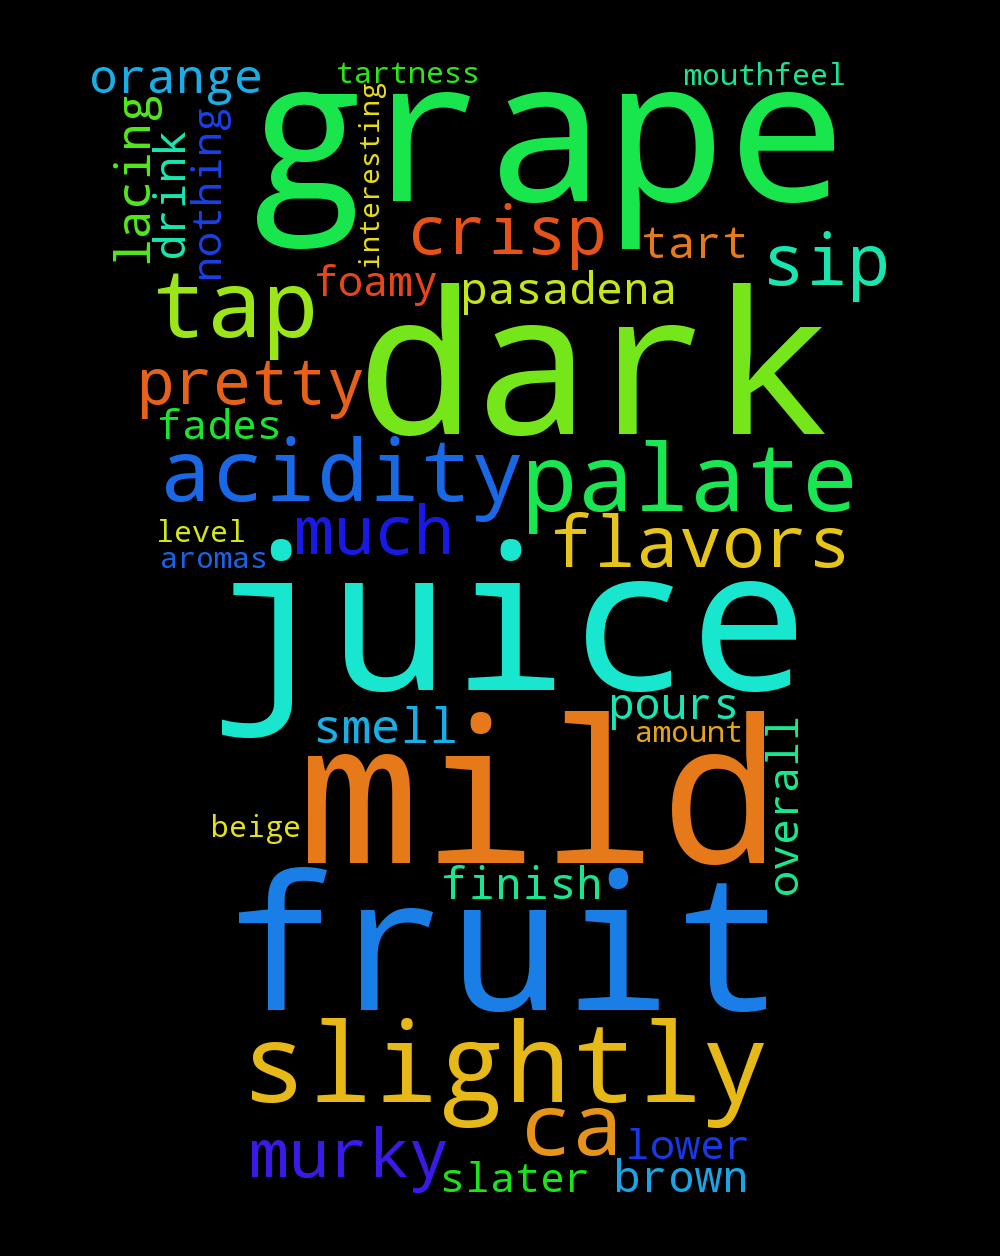 orange
tartness
mouthfeel
grape
lacing
drink
nothing
interesting
crisp
tart
sip
tap
foamy
pasadena
dark
pretty
fades
acidity
palate
level
much
flavors
aromas
juice
smell
pours
amount
mild
overall
beige
finish
fruit
slightly
ca
murky
lower
slater
brown